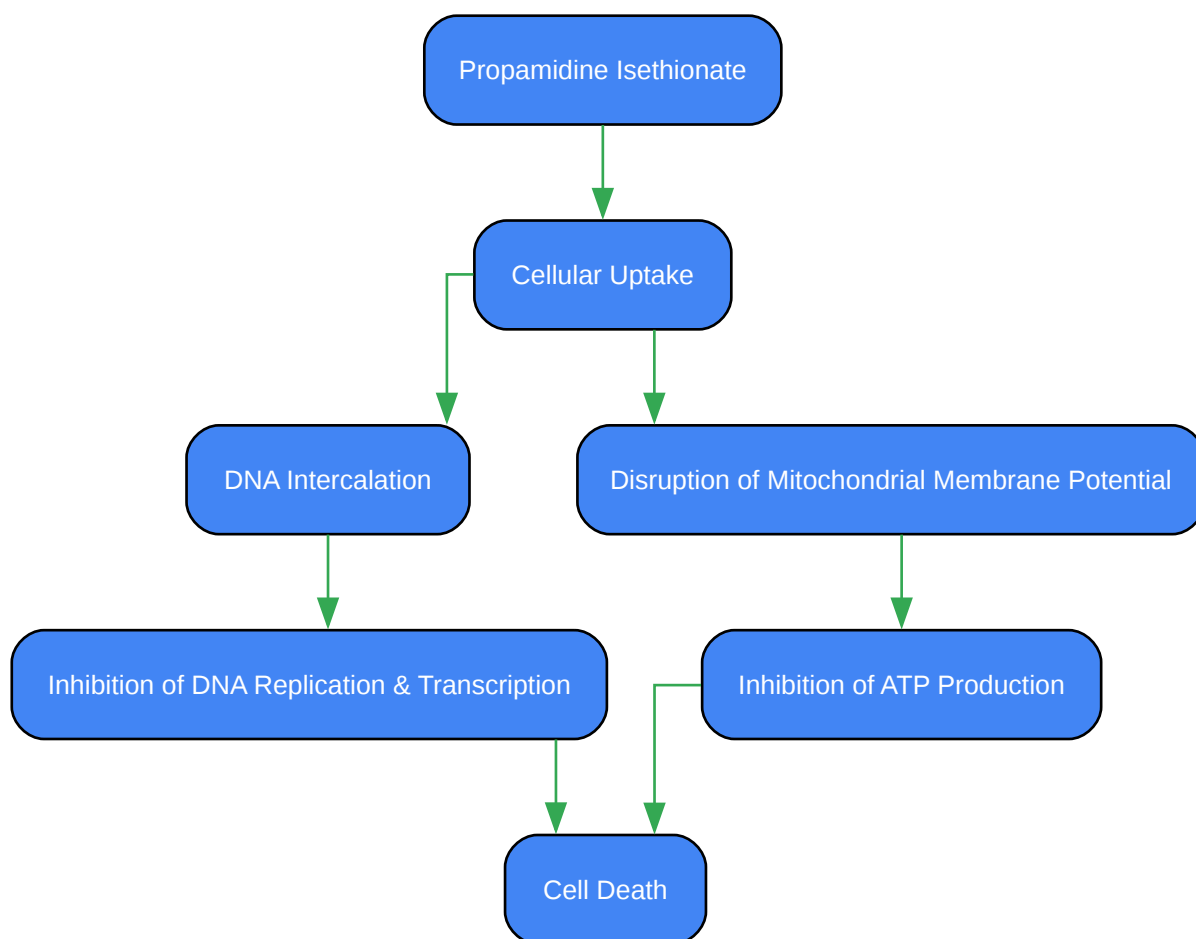 Propamidine Isethionate
Cellular Uptake
DNA Intercalation
Disruption of Mitochondrial Membrane Potential
Inhibition of DNA Replication & Transcription
Inhibition of ATP Production
Cell Death